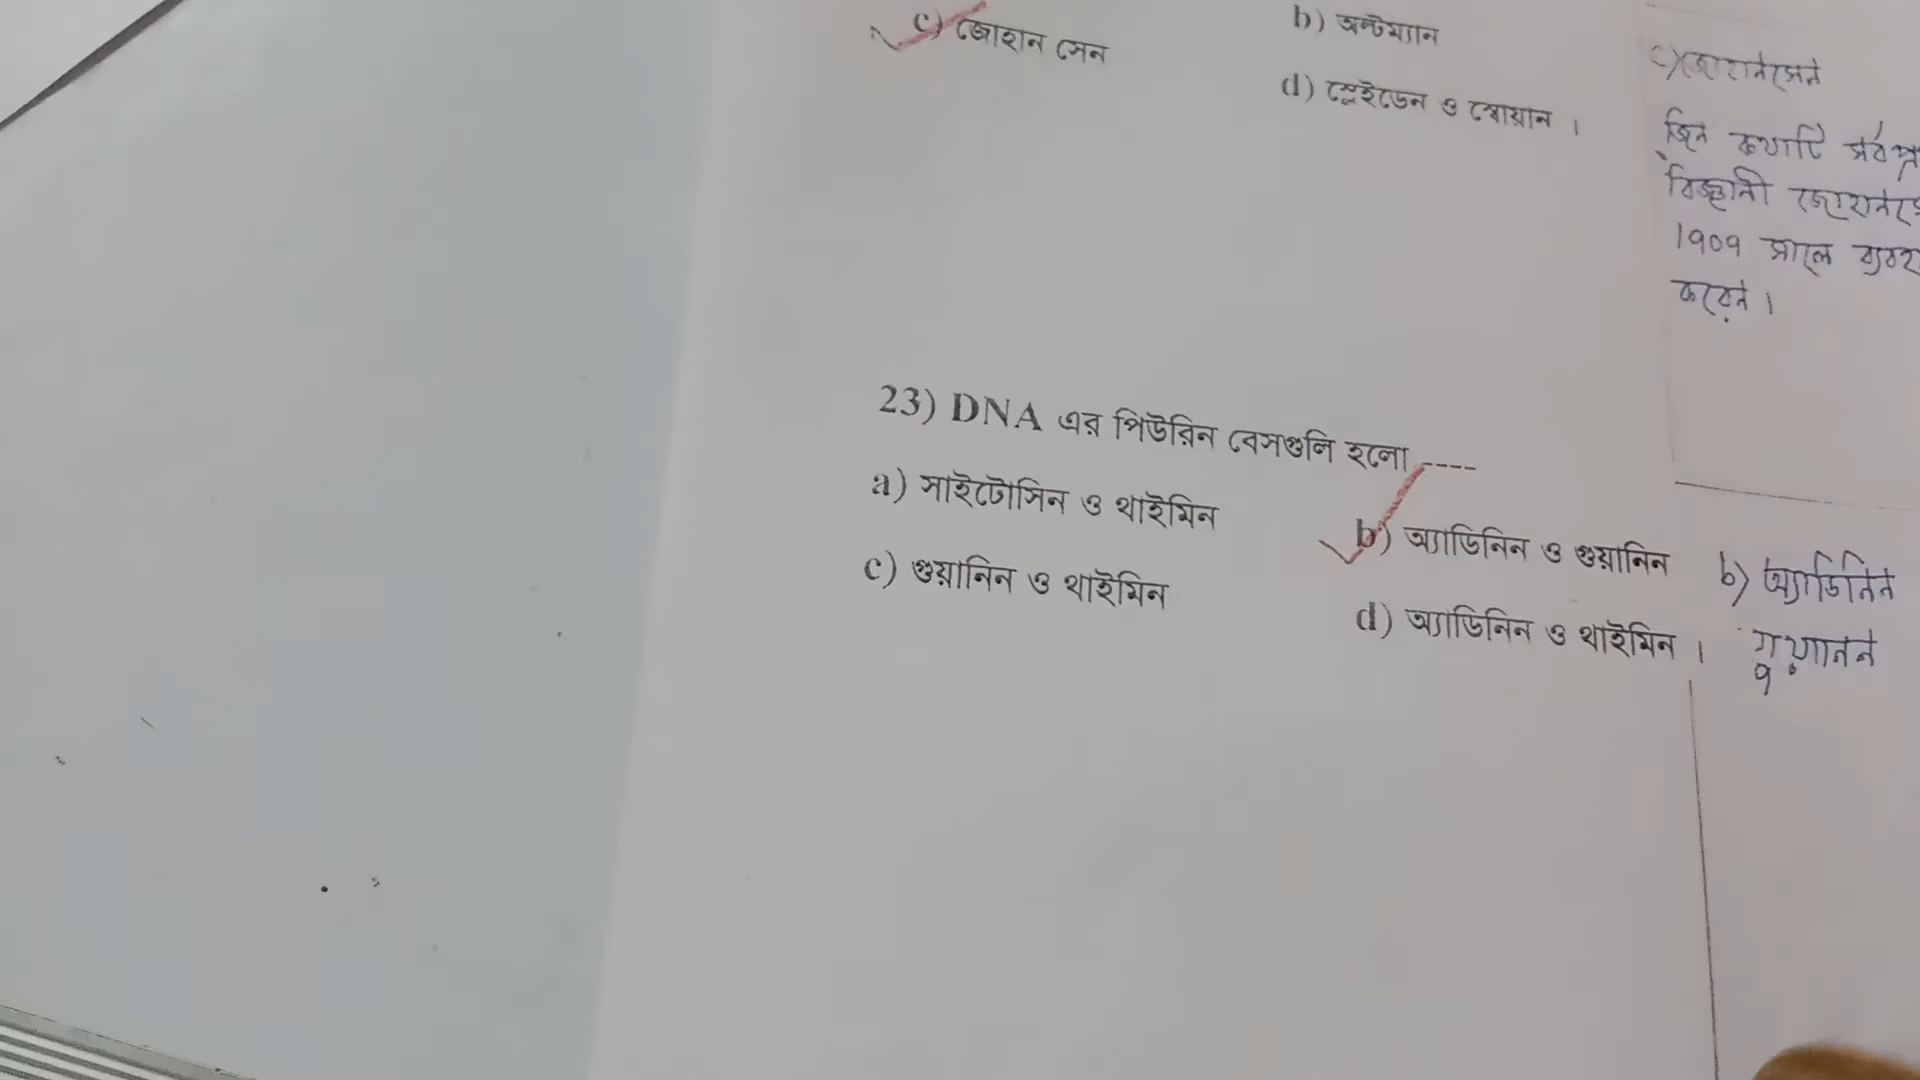 c) জোহান সেন
b) অল্টম্যান
d) স্লেইডেন ও সোয়ান ।
c) জোহানসেন
জিন কথাটি সর্বপ্র
বিজ্ঞানী জোহানসে
1909 সালে ব্যবহ
করেন ।
23) DNA এর পিউরিন বেসগুলি হলো ----
a) সাইটোসিন ও থাইমিন
b) অ্যাডিনিন ও গুয়ানিন
c) গুয়ানিন ও থাইমিন
d) অ্যাডিনিন ও থাইমিন ।
b) অ্যাডিনিন
গুয়ানিন